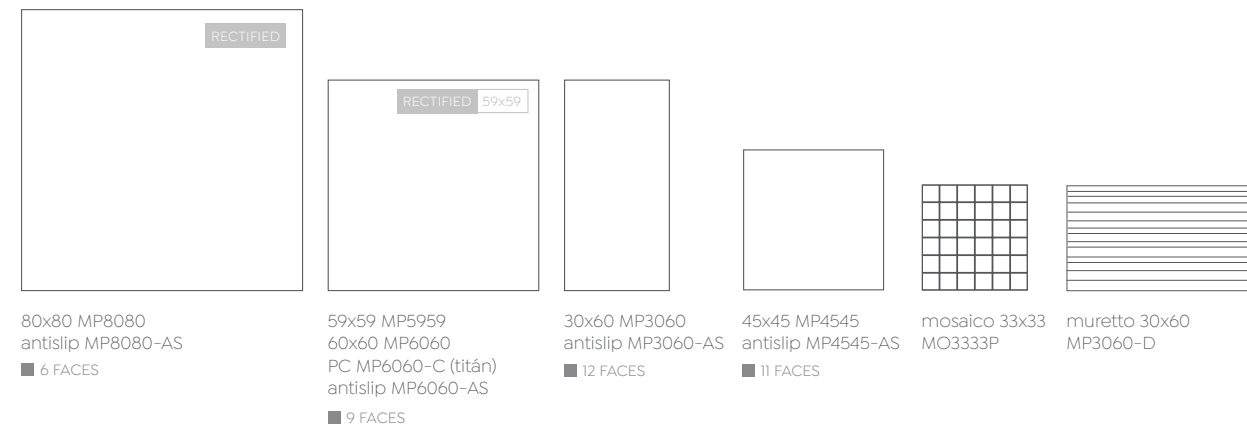 RECTIFIED
80x80 MP8080
antislip MP8080-AS
6 FACES
RECTIFIED 59x59
59x59 MP5959
60x60 MP6060
PC MP6060-C (titán)
antislip MP6060-AS
9 FACES
30x60 MP3060
antislip MP3060-AS
12 FACES
45x45 MP4545
antislip MP4545-AS
11 FACES
mosaico 33x33
MO3333P
muretto 30x60
MP3060-D